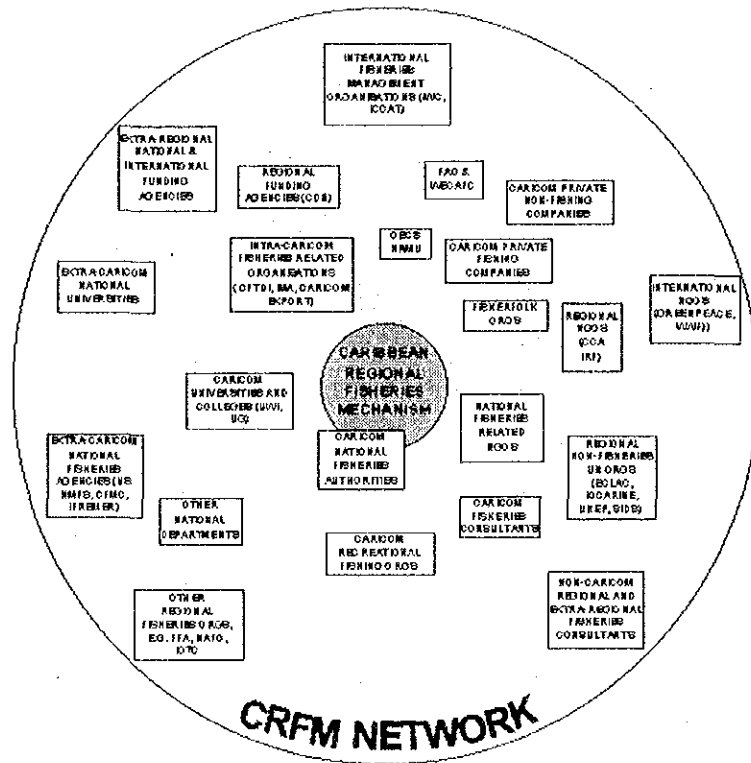 INTERNATIONAL
FISHERIES
MANAGEMENT
ORGANISATIONS (IWC,
ICCAT)
EXTRA-REGIONAL
NATIONAL &
INTERNATIONAL
FUNDING
AGENCIES
REGIONAL
FUNDING
AGENCIES (CDB)
FAO &
WECAFC
CARICOM PRIVATE
NON-FISHING
COMPANIES
OECS
NRMU
CARICOM PRIVATE
FISHING
COMPANIES
INTRA-CARICOM
FISHERIES RELATED
ORGANISATIONS
(CFTDI, IMA, CARICOM
EXPORT)
EXTRA-CARICOM
NATIONAL
UNIVERSITIES
INTERNATIONAL
NGOS
(GREENPEACE,
WWF)
FISHERFOLK
ORGS
REGIONAL
NGOS
(CCA
IRF)
CARIBBEAN
REGIONAL
FISHERIES
MECHANISM
CARICOM
UNIVERSITIES AND
COLLEGES (UWI,
UG)
NATIONAL
FISHERIES
RELATED
NGOS
CARICOM
NATIONAL
FISHERIES
AUTHORITIES
EXTRA-CARICOM
NATIONAL
FISHERIES
AGENCIES (US
NMFS, CFMC,
IFREMER)
REGIONAL
NON-FISHERIES
UN ORGS
(ECLAC,
IOCARIBE,
UNEP, SIDS)
OTHER
NATIONAL
DEPARTMENTS
CARICOM
FISHERIES
CONSULTANTS
CARICOM
RECREATIONAL
FISHING ORGS
OTHER
REGIONAL
FISHERIES ORGS,
EG. FFA, NAFO,
IOTC
NON-CARICOM
REGIONAL AND
EXTRA-REGIONAL
FISHERIES
CONSULTANTS
CRFM NETWORK